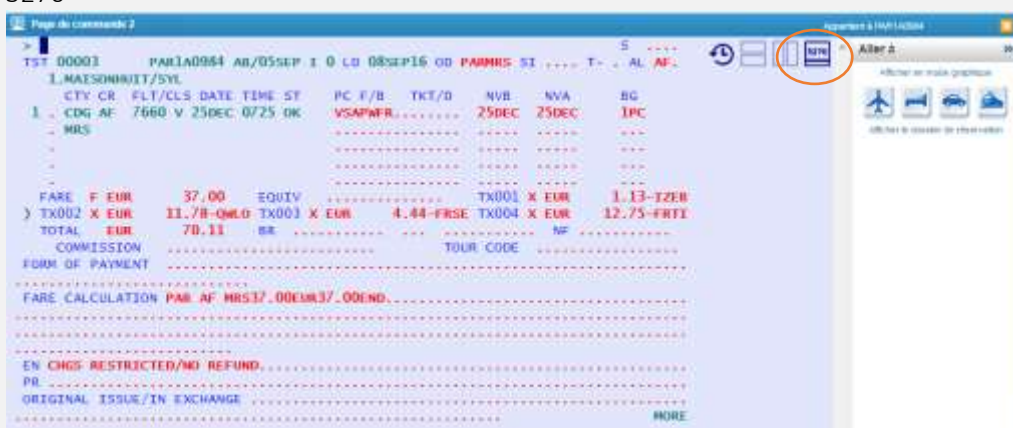 3270
Page de commande 2
>
S ....
TST 00003 PAR1A0984 AB/05SEP I 0 LD 08SEP16 OD PARMRS SI .... T- . AL AF.
1.MAISONHUIT/SYL
CTY CR FLT/CLS DATE TIME ST PC F/B TKT/D NVB NVA BG
1 . CDG AF 7660 V 25DEC 0725 OK VSAPWFR........ 25DEC 25DEC 1PC
. MRS ............... ..... ..... ...
. ............... ..... ..... ...
. ............... ..... ..... ...
............... ..... ..... ...
FARE F EUR 37.00 EQUIV ............... TX001 X EUR 1.13-IZEB
) TX002 X EUR 11.78-QWLO TX003 X EUR 4.44-FRSE TX004 X EUR 12.75-FRTI
TOTAL EUR 70.11 BR ........... ... ........... NF ...........
COMMISSION ......................... TOUR CODE ..................
FORM OF PAYMENT ...............................................................
............................
FARE CALCULATION PAR AF MRS37.00EUR37.00END.....................................
................................................................................
................................................................................
..........................
EN CHGS RESTRICTED/NO REFUND....................................................
PR .............................................................................
ORIGINAL ISSUE/IN EXCHANGE .....................................................
........................................................... MORE
3270
Aller à
Afficher en mode graphique
Afficher le dossier de réservation